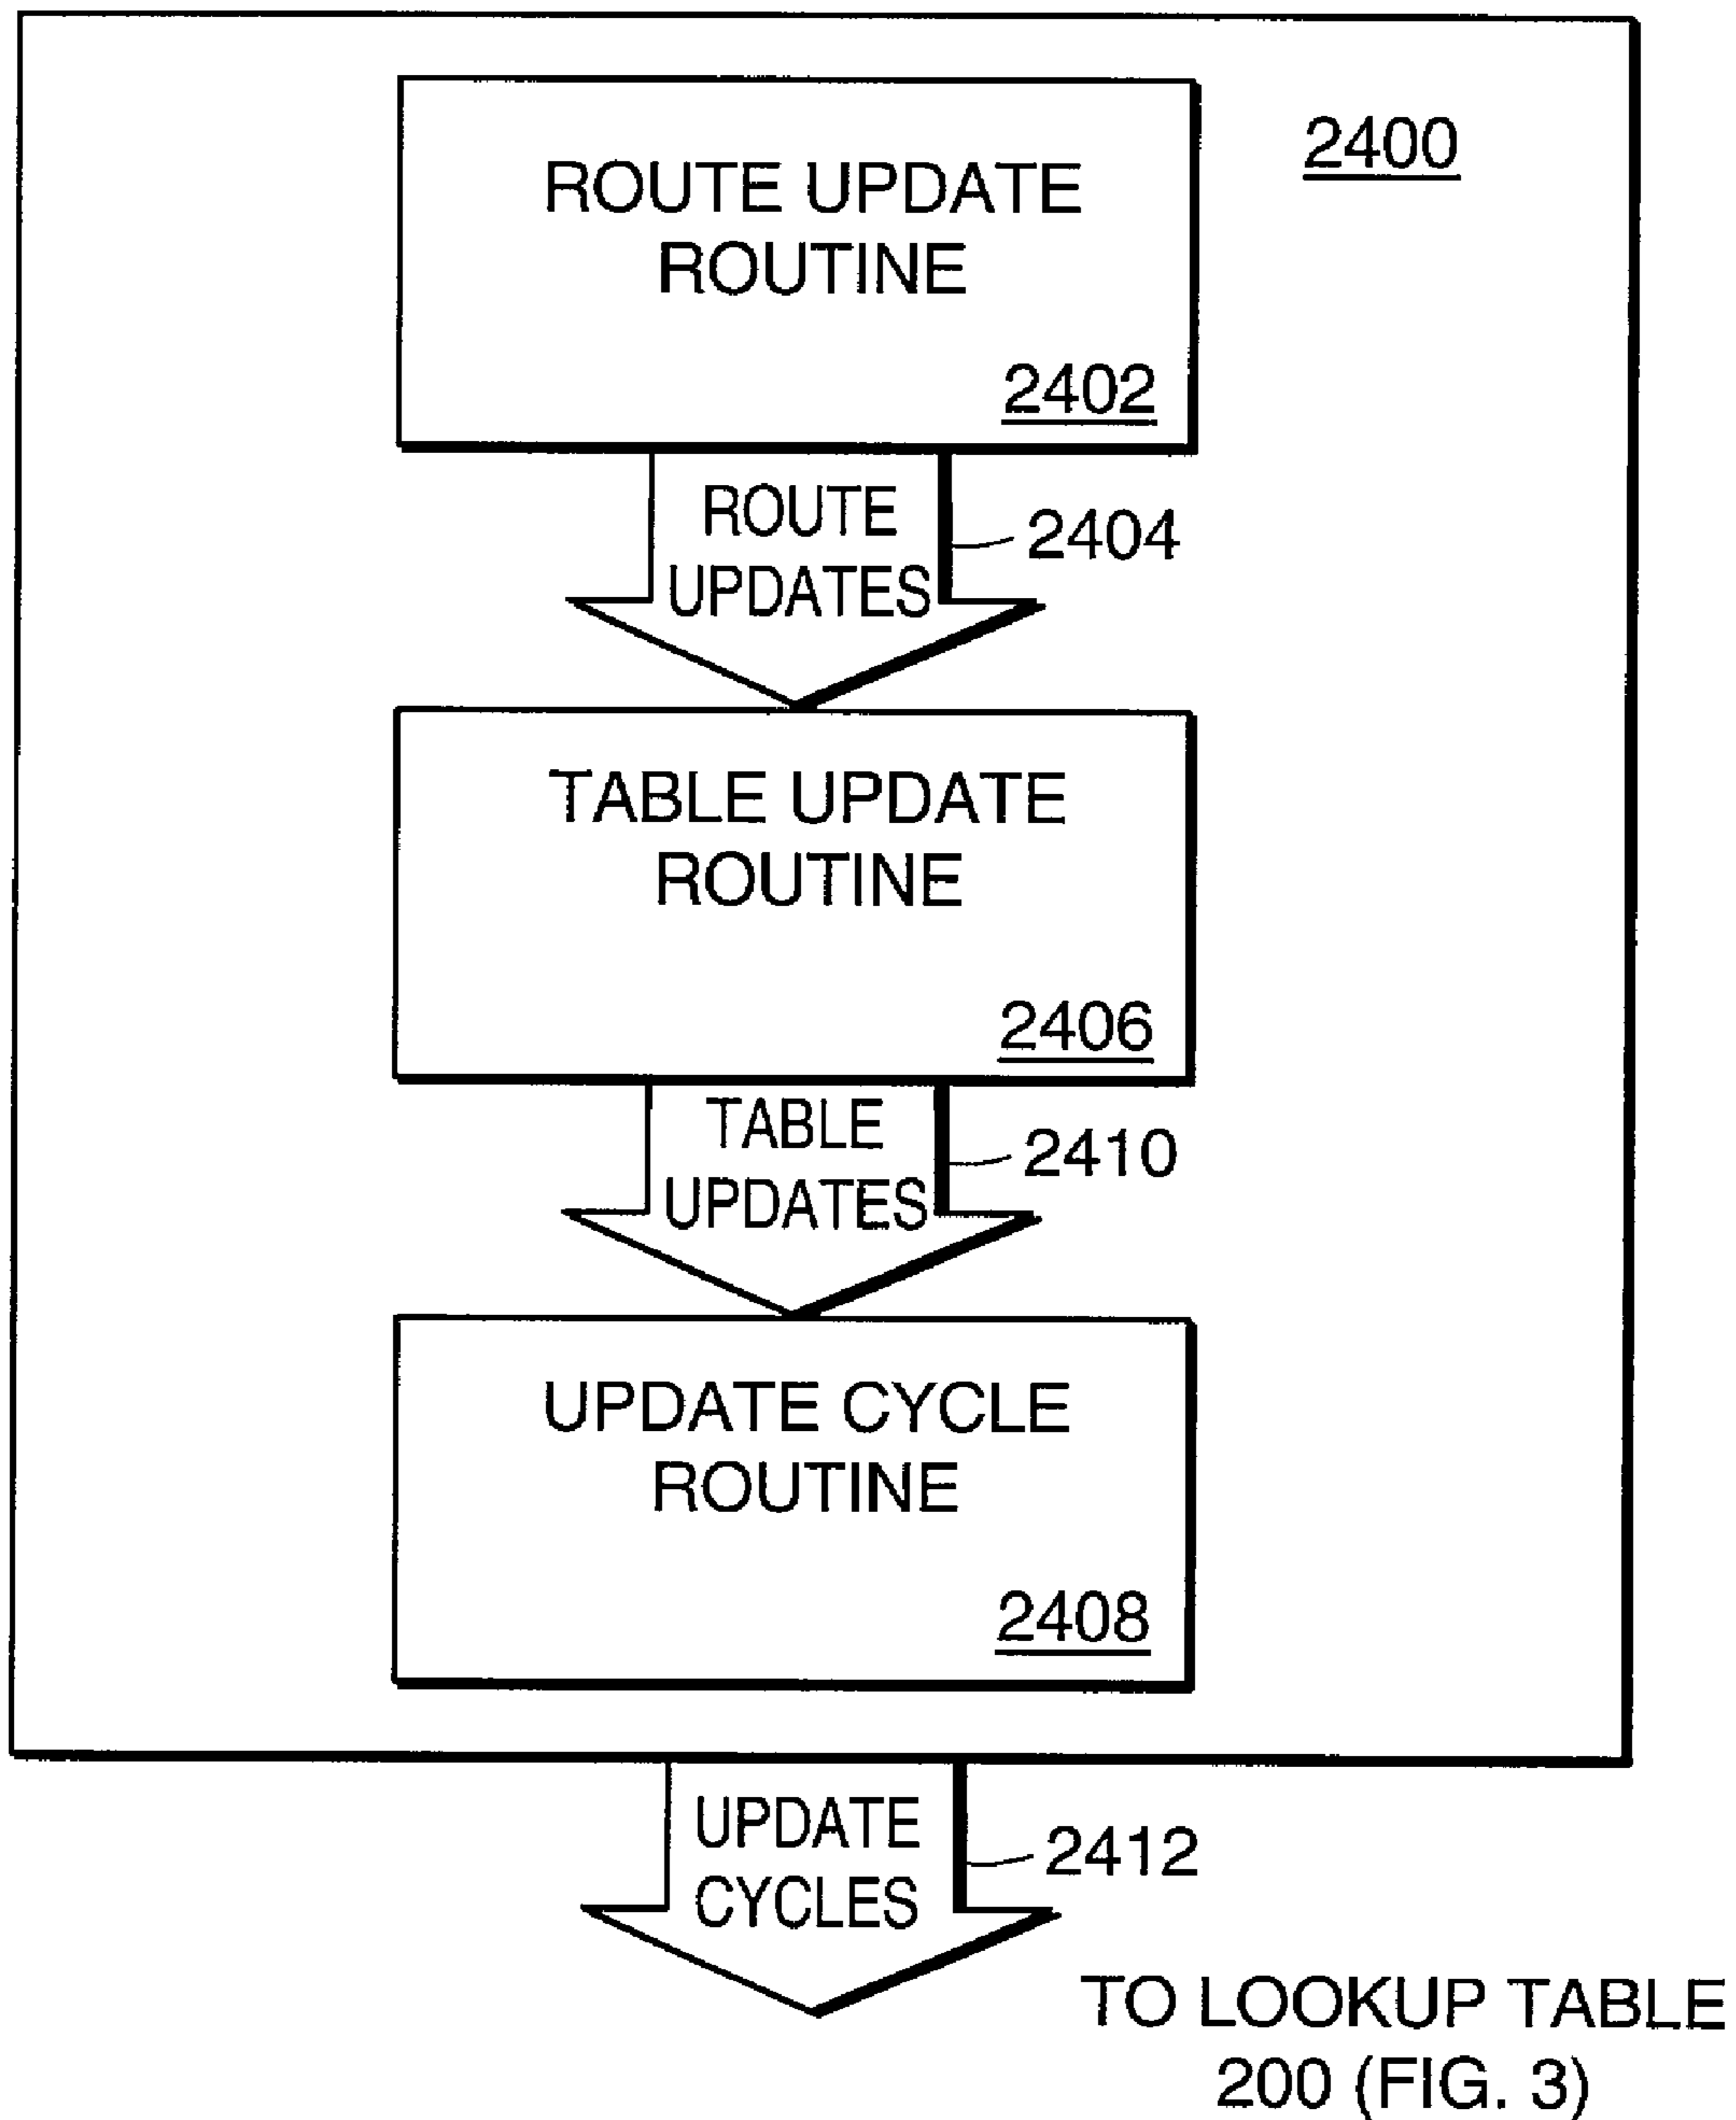 2400
ROUTE UPDATE
ROUTINE
2402
ROUTE
UPDATES
2404
TABLE UPDATE
ROUTINE
2406
TABLE
UPDATES
2410
UPDATE CYCLE
ROUTINE
2408
UPDATE
CYCLES
2412
TO LOOKUP TABLE
200 (FIG. 3)